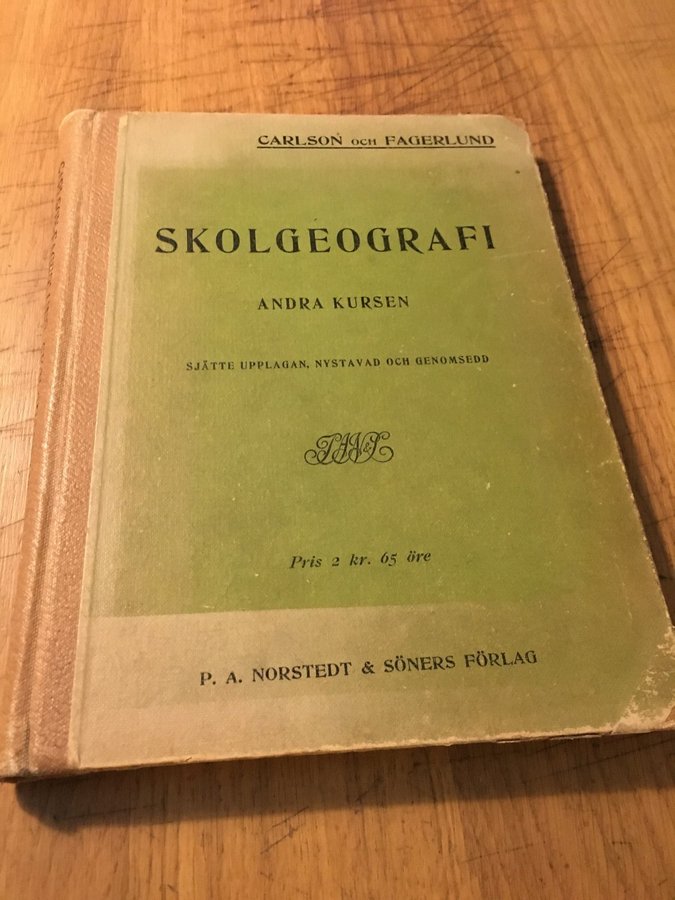 CARLSON OCH FAGERLUND
SKOLGEOGRAFI
ANDRA KURSEN
SJÄTTE UPPLAGAN, NYSTAVAD OCH GENOMSEDD
Pris 2 kr. 65 öre
P. A. NORSTEDT & SÖNERS FÖRLAG